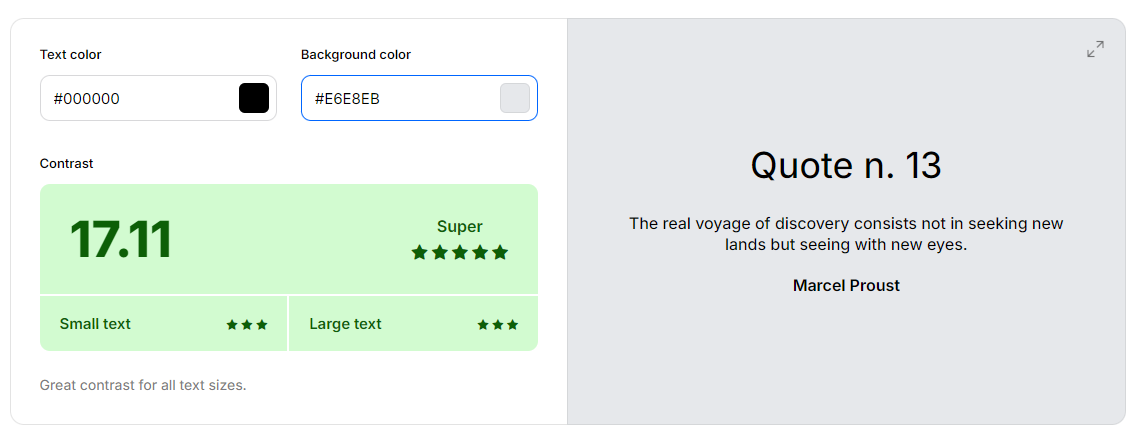 Text color
#000000
Background color
#E6E8EB
Contrast
17.11
Super
Small text
Large text
Great contrast for all text sizes.
Quote n. 13
The real voyage of discovery consists not in seeking new
lands but seeing with new eyes.
Marcel Proust